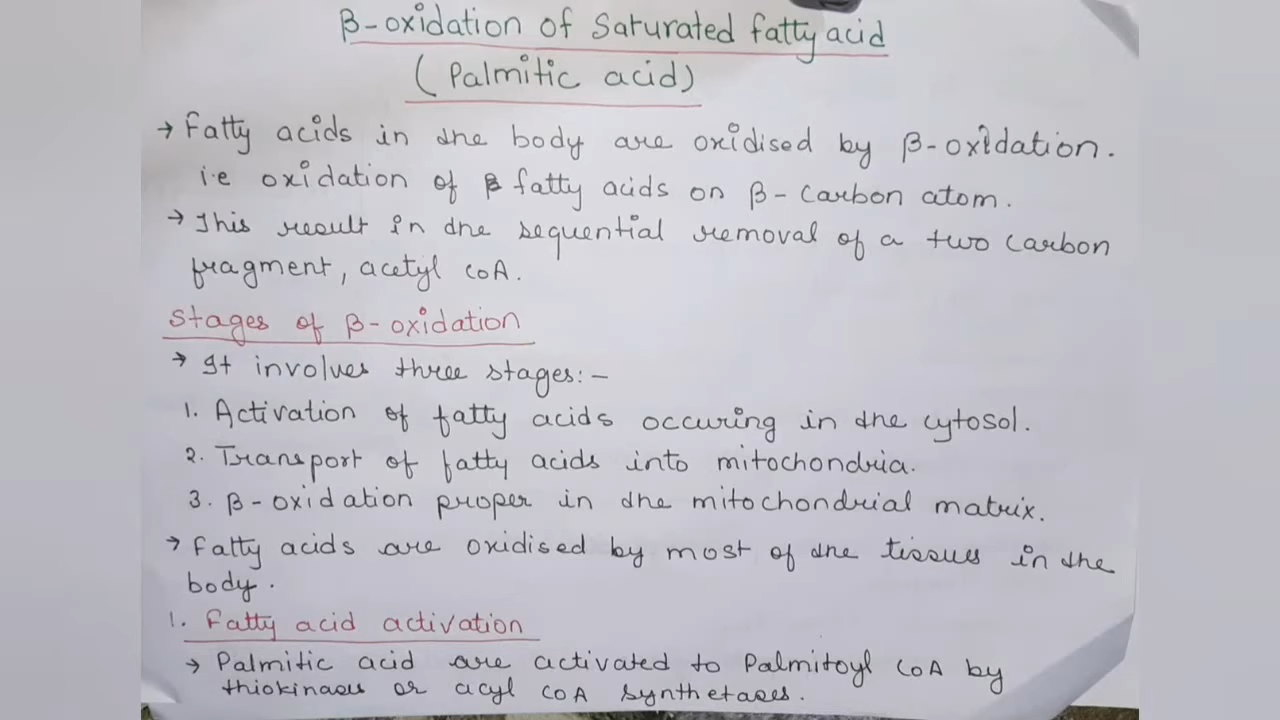 β-oxidation of Saturated fatty acid
(Palmitic acid)
→ Fatty acids in the body are oxidised by β-oxidation.
i.e oxidation of β fatty acids on β-carbon atom.
→ This result in the sequential removal of a two carbon
fragment, acetyl CoA.
Stages of β-oxidation
→ It involves three stages:-
1. Activation of fatty acids occuring in the cytosol.
2. Transport of fatty acids into mitochondria.
3. β-oxidation proper in the mitochondrial matrix.
→ Fatty acids are oxidised by most of the tissues in the
body.
1. Fatty acid activation
→ Palmitic acid are activated to Palmitoyl CoA by
thiokinases or acyl CoA synthetases.